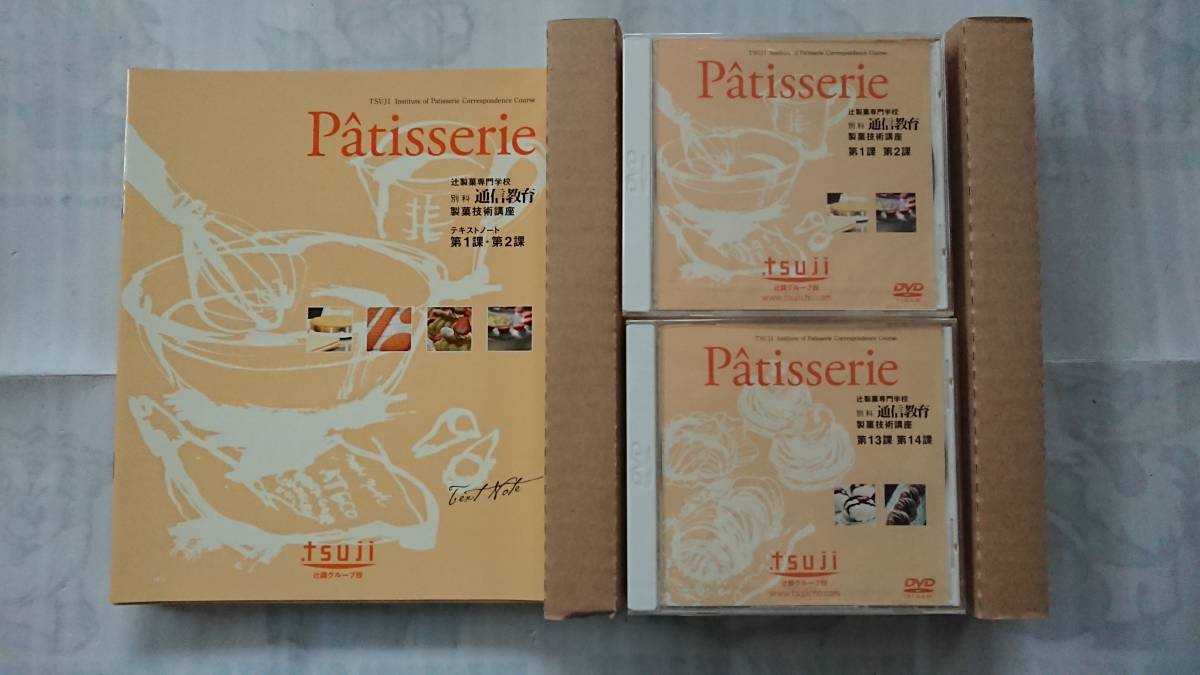 TSUJI Institute of Patisserie Correspondence Course
Pâtisserie
辻製菓専門学校
別科 通信教育
製菓技術講座
テキストノート
第1課・第2課
ATECO
Text Note
tsuji
辻調グループ校
TSUJI Institute of Patisserie Correspondence Course
Pâtisserie
辻製菓専門学校
別科 通信教育
製菓技術講座
第1課 第2課
DVD
tsuji
辻調グループ校
www.tsujicho.com
DVD
VIDEO
TSUJI Institute of Patisserie Correspondence Course
Pâtisserie
辻製菓専門学校
別科 通信教育
製菓技術講座
第13課 第14課
DVD
tsuji
辻調グループ校
www.tsujicho.com
DVD
VIDEO